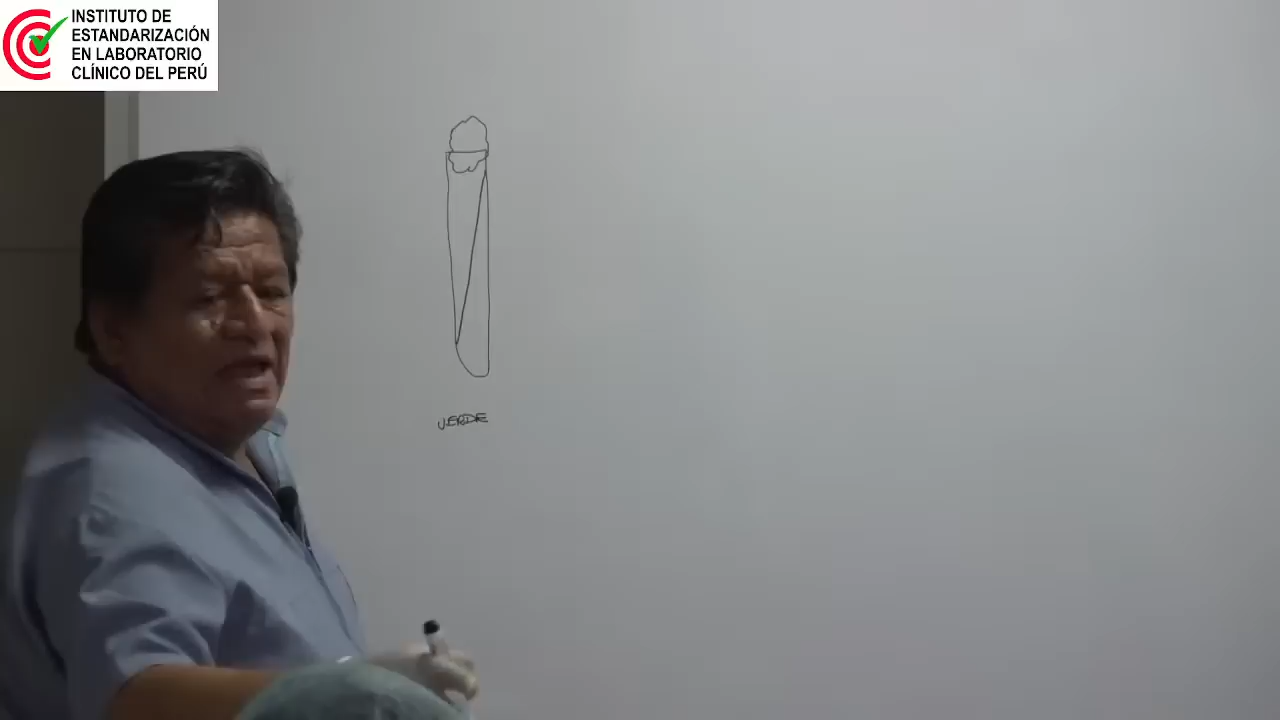 INSTITUTO DE
ESTANDARIZACIÓN
EN LABORATORIO
CLÍNICO DEL PERÚ
VERDE